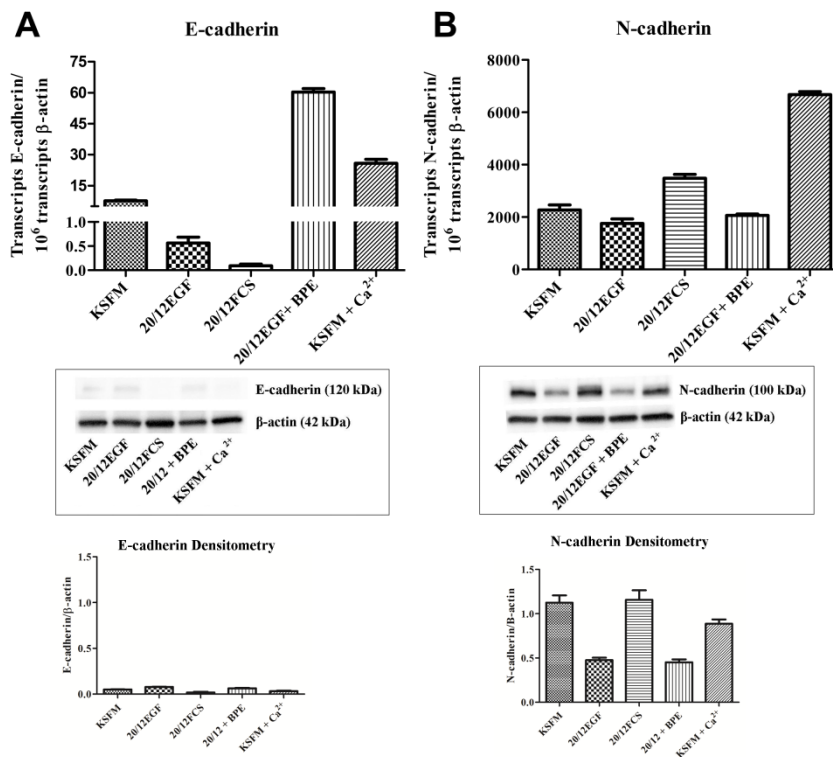 A
E-cadherin
Transcripts E-cadherin/
10⁶ transcripts β-actin
60
45
30
15
1.0
0.5
0.0
KSFM
20/12EGF
20/12FCS
20/12EGF+ BPE
KSFM + Ca²⁺
E-cadherin (120 kDa)
β-actin (42 kDa)
KSFM
20/12EGF
20/12FCS
20/12 + BPE
KSFM + Ca²⁺
E-cadherin Densitometry
E-cadherin/β-actin
1.5
1.0
0.5
0.0
KSFM
20/12EGF
20/12FCS
20/12 + BPE
KSFM + Ca²⁺
B
N-cadherin
Transcripts N-cadherin/
10⁶ transcripts β-actin
8000
6000
4000
2000
0
KSFM
20/12EGF
20/12FCS
20/12EGF+ BPE
KSFM + Ca²⁺
N-cadherin (100 kDa)
β-actin (42 kDa)
KSFM
20/12EGF
20/12FCS
20/12EGF + BPE
KSFM + Ca²⁺
N-cadherin Densitometry
N-cadherin/B-actin
1.5
1.0
0.5
0.0
KSFM
20/12EGF
20/12FCS
20/12 + BPE
KSFM + Ca²⁺